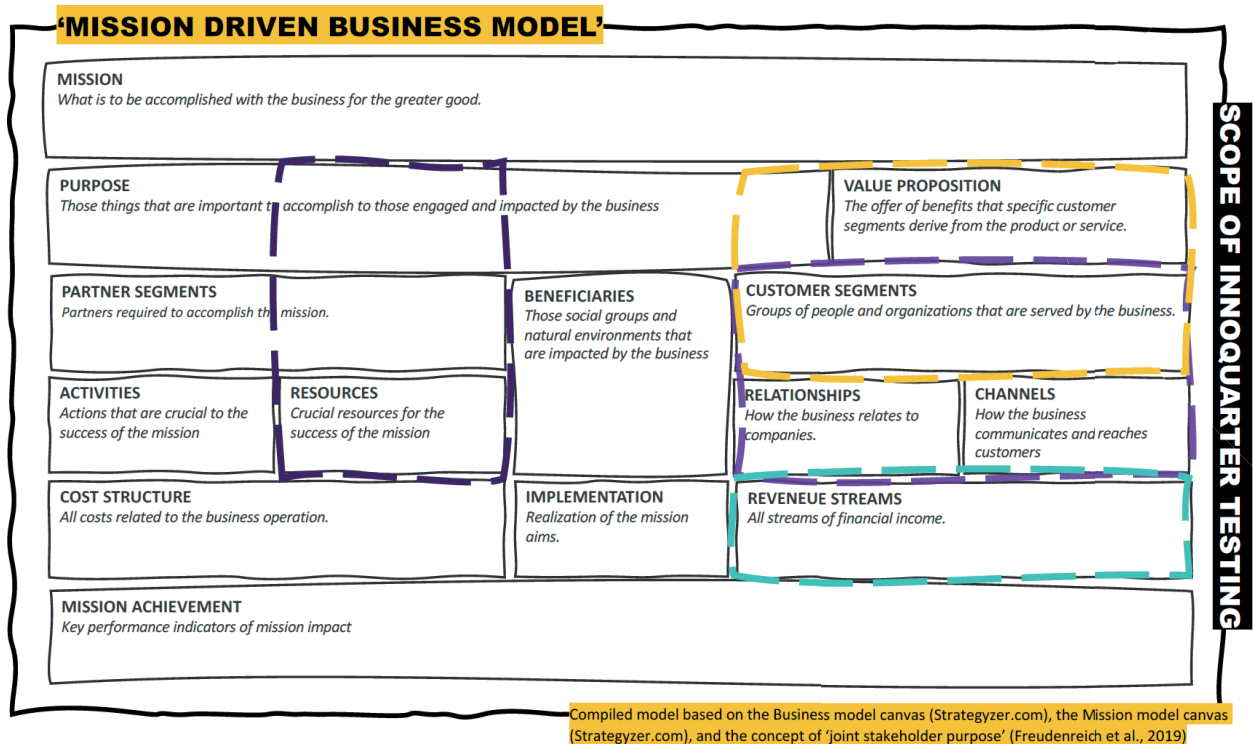 ‘MISSION DRIVEN BUSINESS MODEL’
MISSION
What is to be accomplished with the business for the greater good.
PURPOSE
Those things that are important to accomplish to those engaged and impacted by the business
VALUE PROPOSITION
The offer of benefits that specific customer
segments derive from the product or service.
PARTNER SEGMENTS
Partners required to accomplish the mission.
BENEFICIARIES
Those social groups and
natural environments that
are impacted by the business
CUSTOMER SEGMENTS
Groups of people and organizations that are served by the business.
ACTIVITIES
Actions that are crucial to the
success of the mission
RESOURCES
Crucial resources for the
success of the mission
RELATIONSHIPS
How the business relates to
companies.
CHANNELS
How the business
communicates and reaches
customers
COST STRUCTURE
All costs related to the business operation.
IMPLEMENTATION
Realization of the mission
aims.
REVENEUE STREAMS
All streams of financial income.
MISSION ACHIEVEMENT
Key performance indicators of mission impact
SCOPE OF INNOQUARTER TESTING
Compiled model based on the Business model canvas (Strategyzer.com), the Mission model canvas
(Strategyzer.com), and the concept of ‘joint stakeholder purpose’ (Freudenreich et al., 2019)